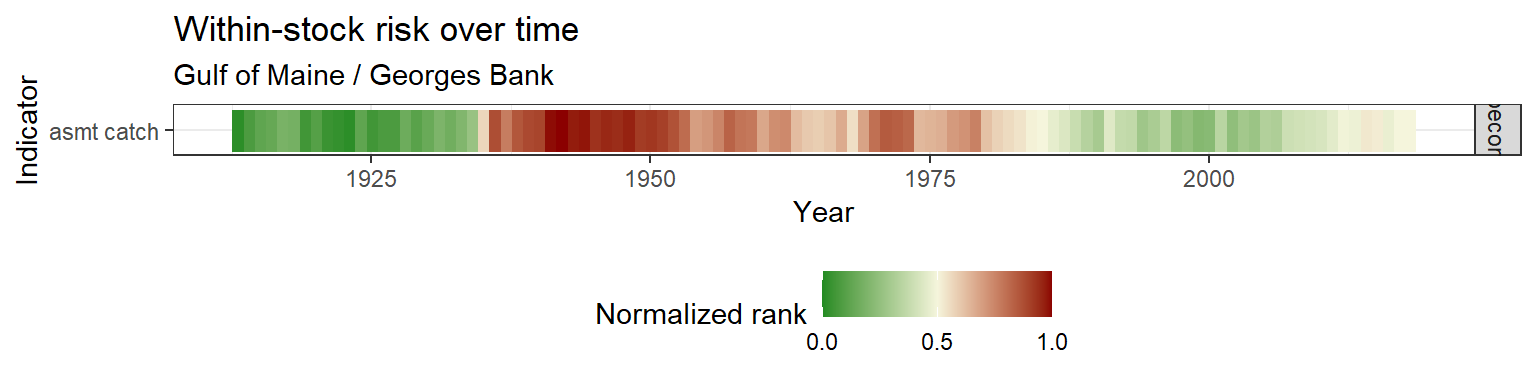 Within-stock risk over time
Gulf of Maine / Georges Bank
Indicator
asmt catch
1925 1950 1975 2000
Year
Normalized rank
0.0 0.5 1.0